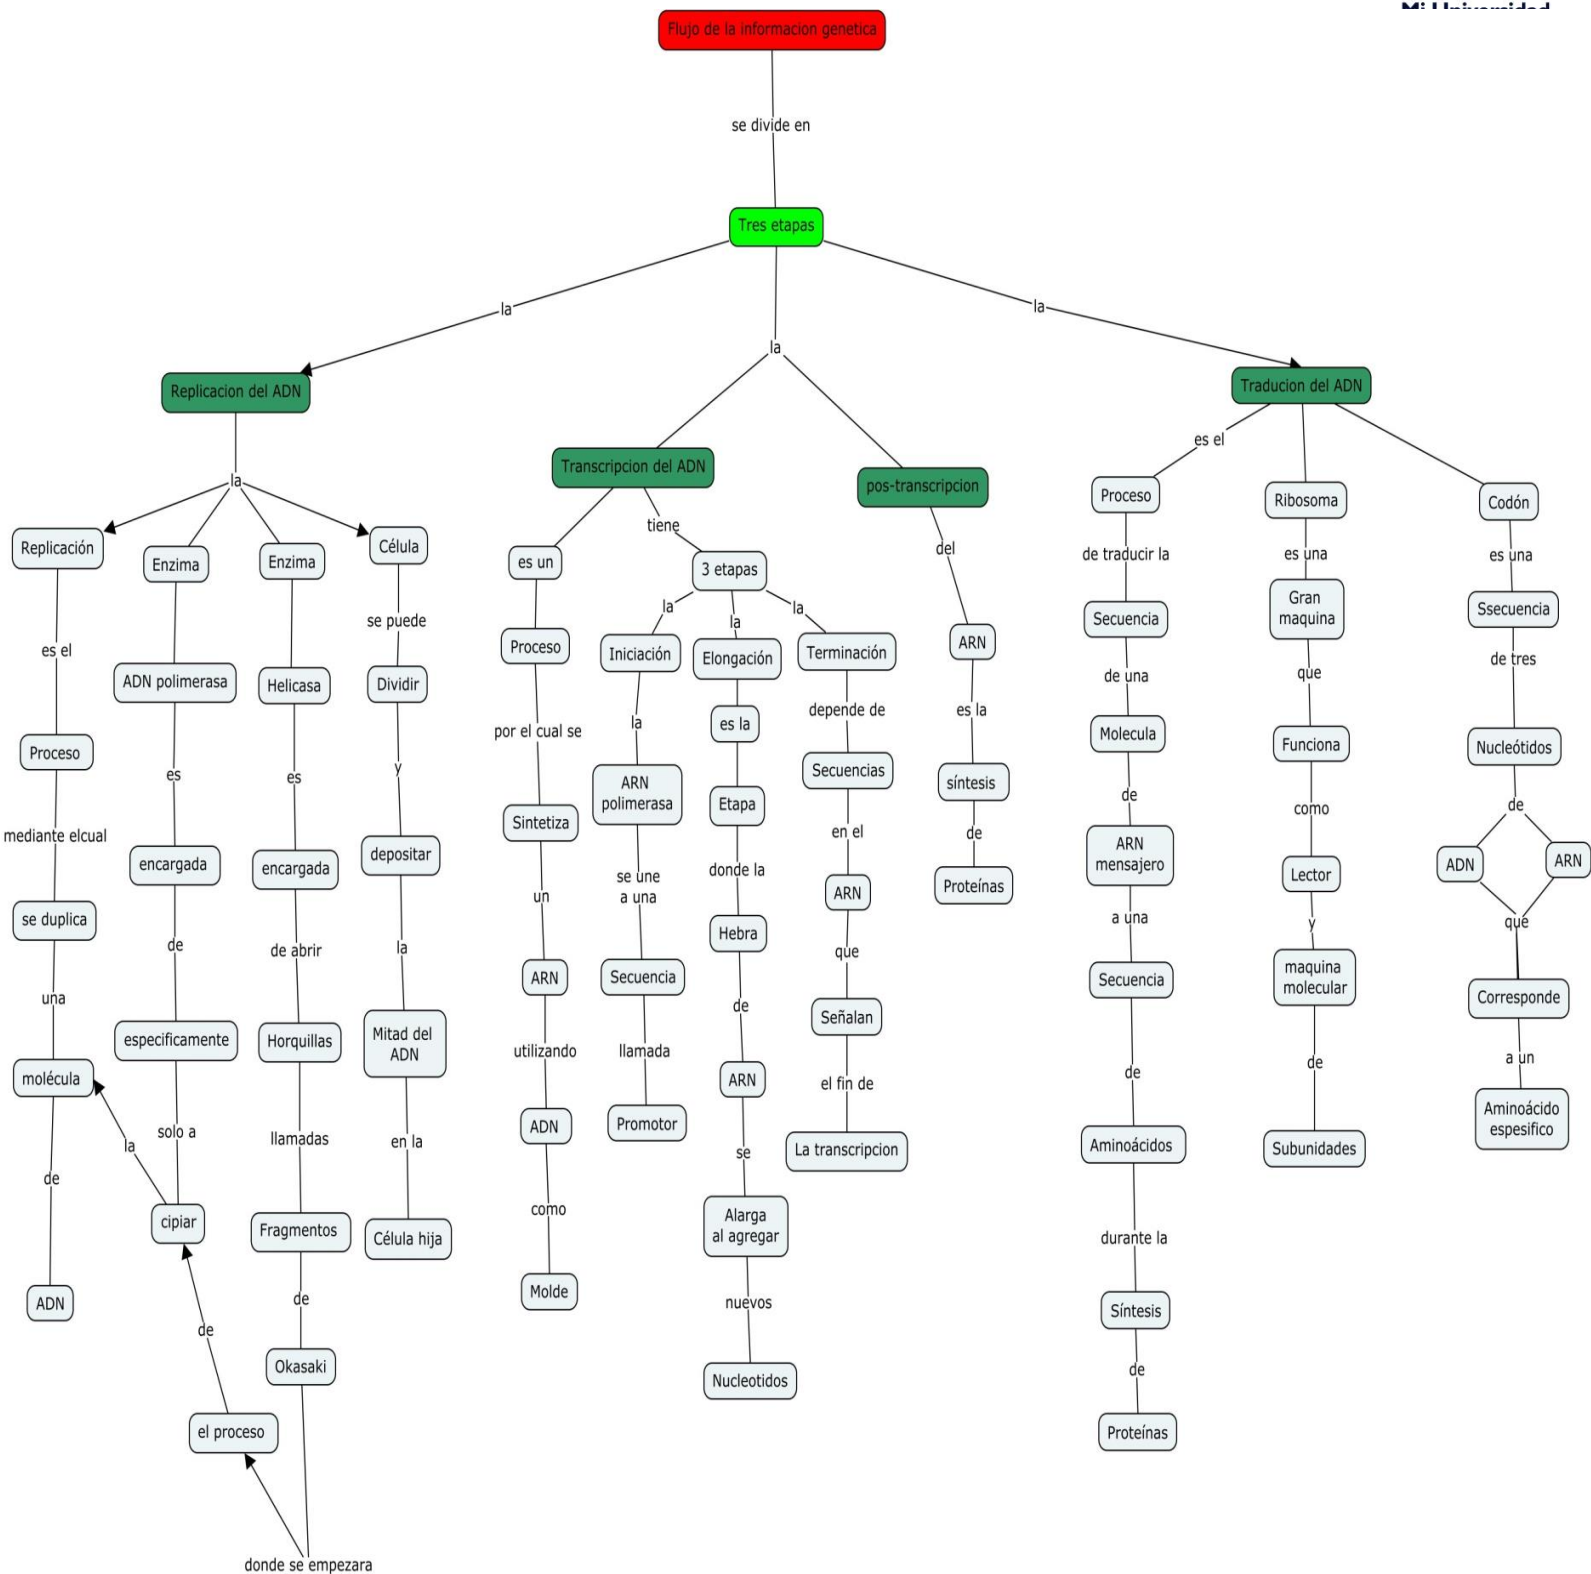 Mi Universidad
Flujo de la informacion genetica
se divide en
Tres etapas
la
la
la
Replicacion del ADN
la
Replicación
es el
Proceso
mediante elcual
se duplica
una
molécula
de
ADN
Enzima
ADN polimerasa
es
encargada
de
especificamente
solo a
cipiar
la
de
el proceso
Enzima
Helicasa
es
encargada
de abrir
Horquillas
llamadas
Fragmentos
de
Okasaki
donde se empezara
Célula
se puede
Dividir
y
depositar
la
Mitad del
ADN
en la
Célula hija
Transcripcion del ADN
es un
Proceso
por el cual se
Sintetiza
un
ARN
utilizando
ADN
como
Molde
tiene
3 etapas
la
Iniciación
la
ARN
polimerasa
se une
a una
Secuencia
llamada
Promotor
la
Elongación
es la
Etapa
donde la
Hebra
de
ARN
se
Alarga
al agregar
nuevos
Nucleotidos
la
Terminación
depende de
Secuencias
en el
ARN
que
Señalan
el fin de
La transcripcion
pos-transcripcion
del
ARN
es la
síntesis
de
Proteínas
Traducion del ADN
es el
Proceso
de traducir la
Secuencia
de una
Molecula
de
ARN
mensajero
a una
Secuencia
de
Aminoácidos
durante la
Síntesis
de
Proteínas
Ribosoma
es una
Gran
maquina
que
Funciona
como
Lector
y
maquina
molecular
de
Subunidades
Codón
es una
Ssecuencia
de tres
Nucleótidos
de
ADN
ARN
que
Corresponde
a un
Aminoácido
espesifico